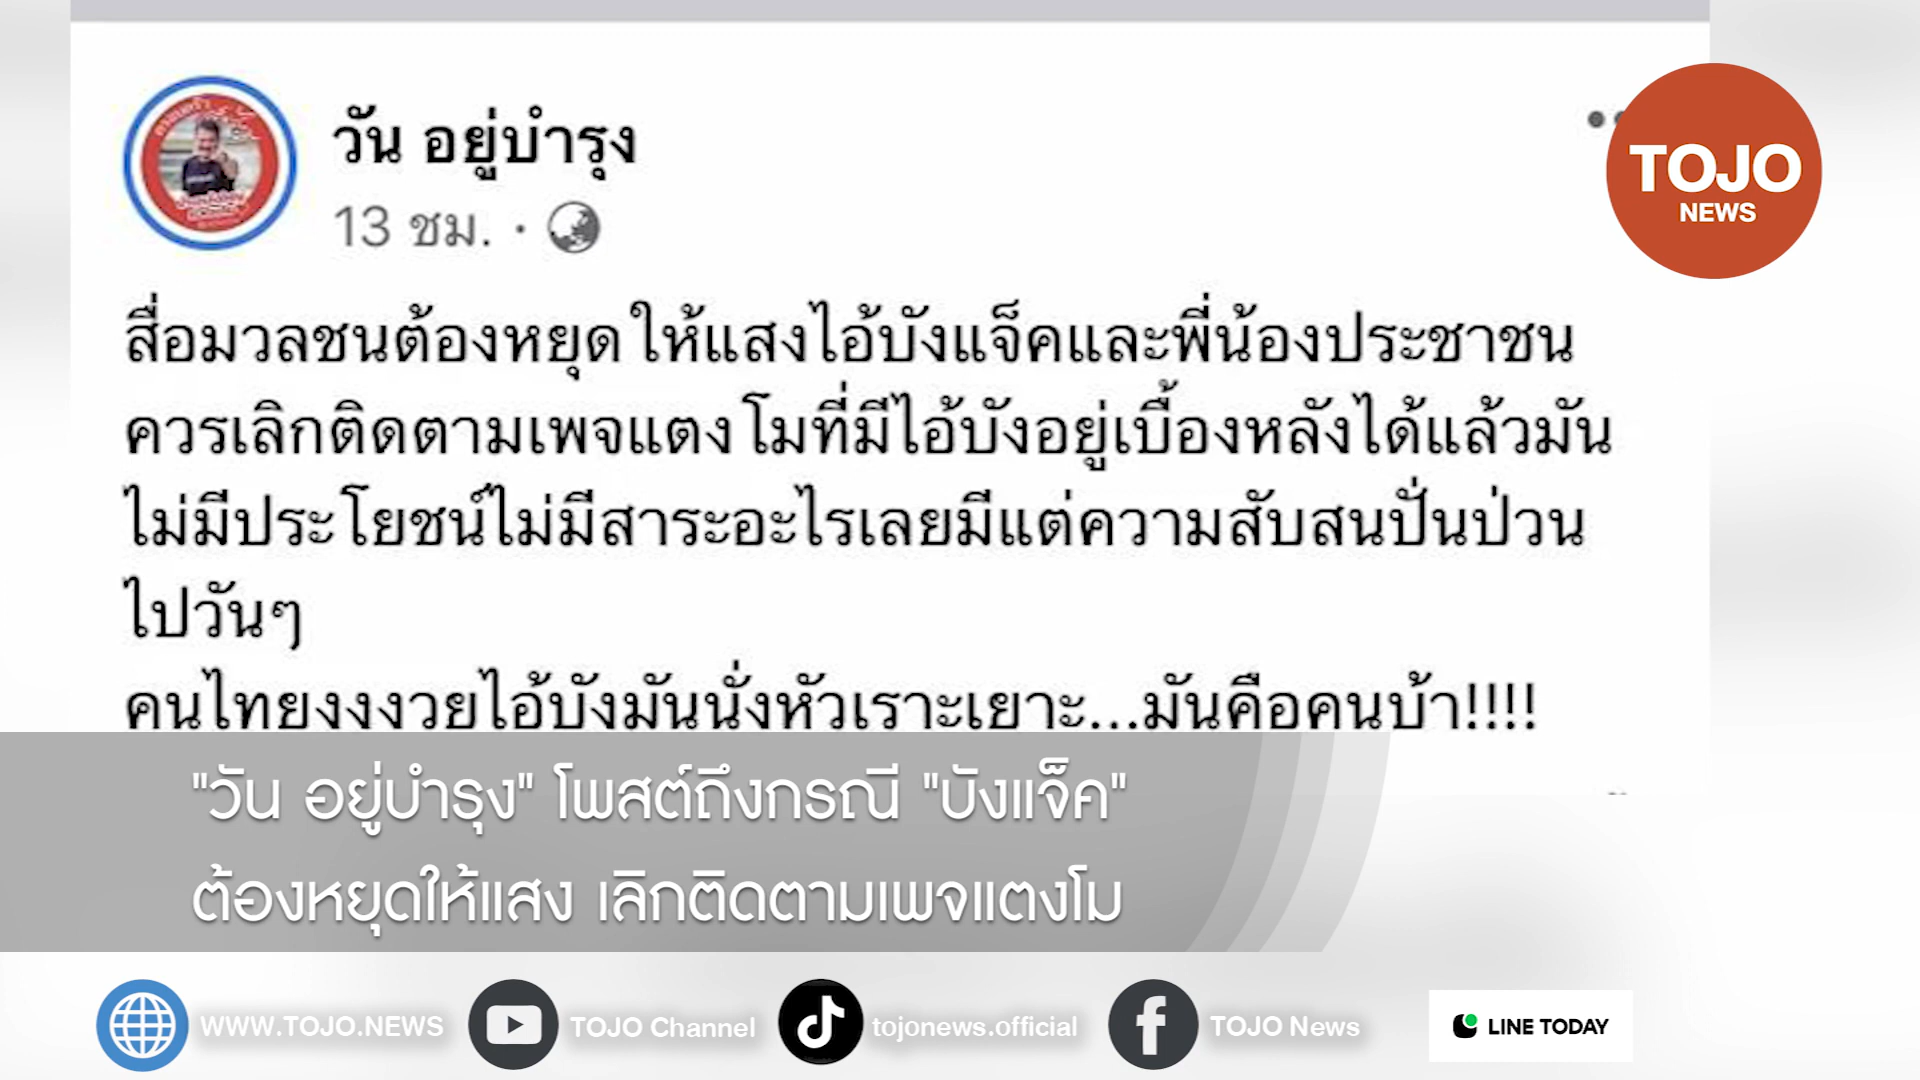 วัน อยู่บำรุง
13 ชม. ·
TOJO
NEWS
สื่อมวลชนต้องหยุดให้แสงไอ้บังแจ็คและพี่น้องประชาชน
ควรเลิกติดตามเพจแตงโมที่มีไอ้บังอยู่เบื้องหลังได้แล้วมัน
ไม่มีประโยชน์ไม่มีสาระอะไรเลยมีแต่ความสับสนปั่นป่วน
ไปวันๆ
คนไทยงงงวยไอ้บังมันนั่งหัวเราะเยาะ...มันคือคนบ้า!!!!
"วัน อยู่บำรุง" โพสต์ถึงกรณี "บังแจ็ค"
ต้องหยุดให้แสง เลิกติดตามเพจแตงโม
WWW.TOJO.NEWS
TOJO Channel
tojonews.official
TOJO News
LINE TODAY